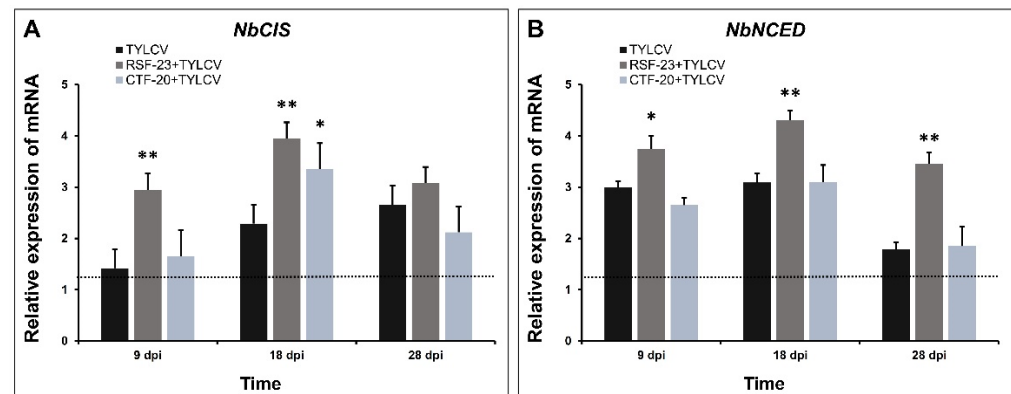 A
NbCIS
TYLCV
RSF-23+TYLCV
CTF-20+TYLCV
Relative expression of mRNA
5
4
3
2
1
0
**
**
*
9 dpi
18 dpi
28 dpi
Time
B
NbNCED
TYLCV
RSF-23+TYLCV
CTF-20+TYLCV
Relative expression of mRNA
5
4
3
2
1
0
*
**
**
9 dpi
18 dpi
28 dpi
Time